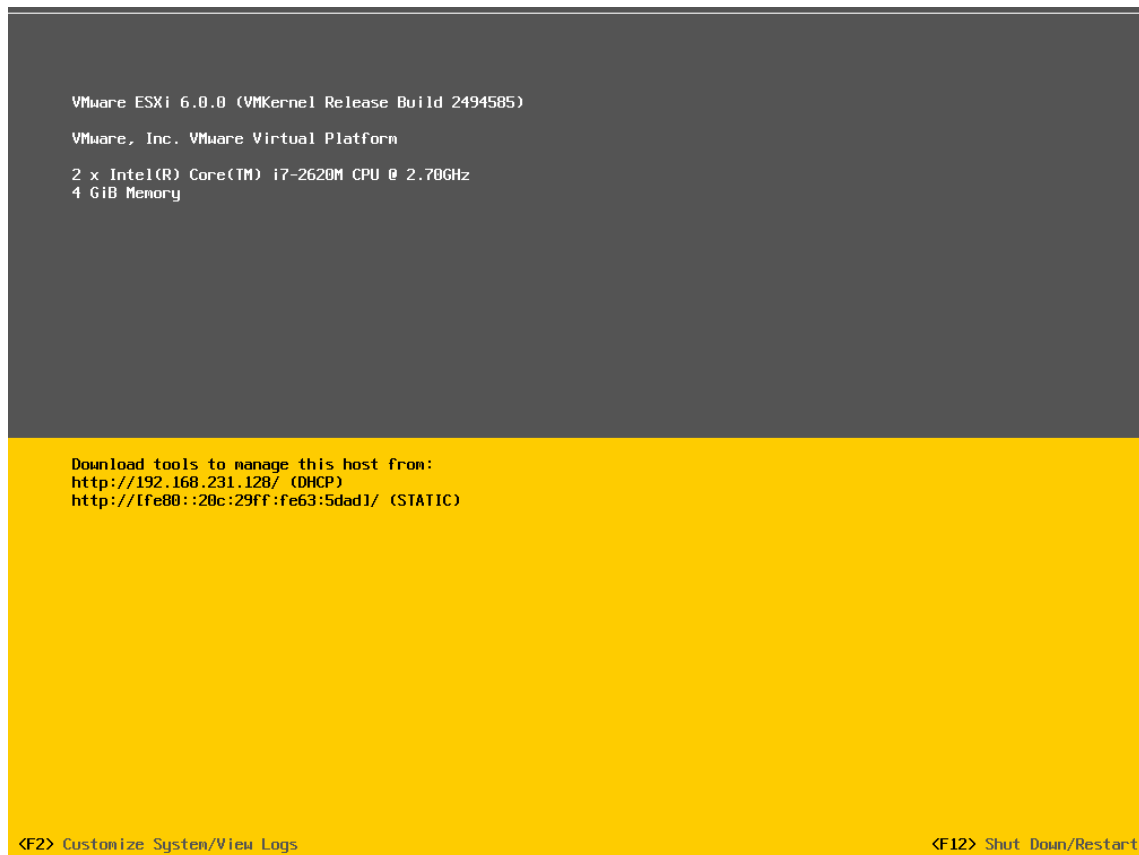 VMware ESXi 6.0.0 (VMKernel Release Build 2494585)
VMware, Inc. VMware Virtual Platform
2 x Intel(R) Core(TM) i7-2620M CPU @ 2.70GHz
4 GiB Memory
Download tools to manage this host from:
http://192.168.231.128/ (DHCP)
http://[fe80::20c:29ff:fe63:5dad]/ (STATIC)
<F2> Customize System/View Logs
<F12> Shut Down/Restart